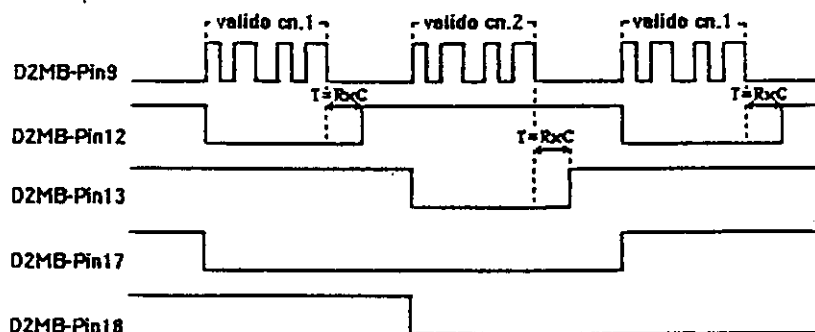 valido cn.1 valido cn.2 valido cn.1
D2MB-Pin9
T=RxC T=RxC
D2MB-Pin12
T=RxC
D2MB-Pin13
D2MB-Pin17
D2MB-Pin18